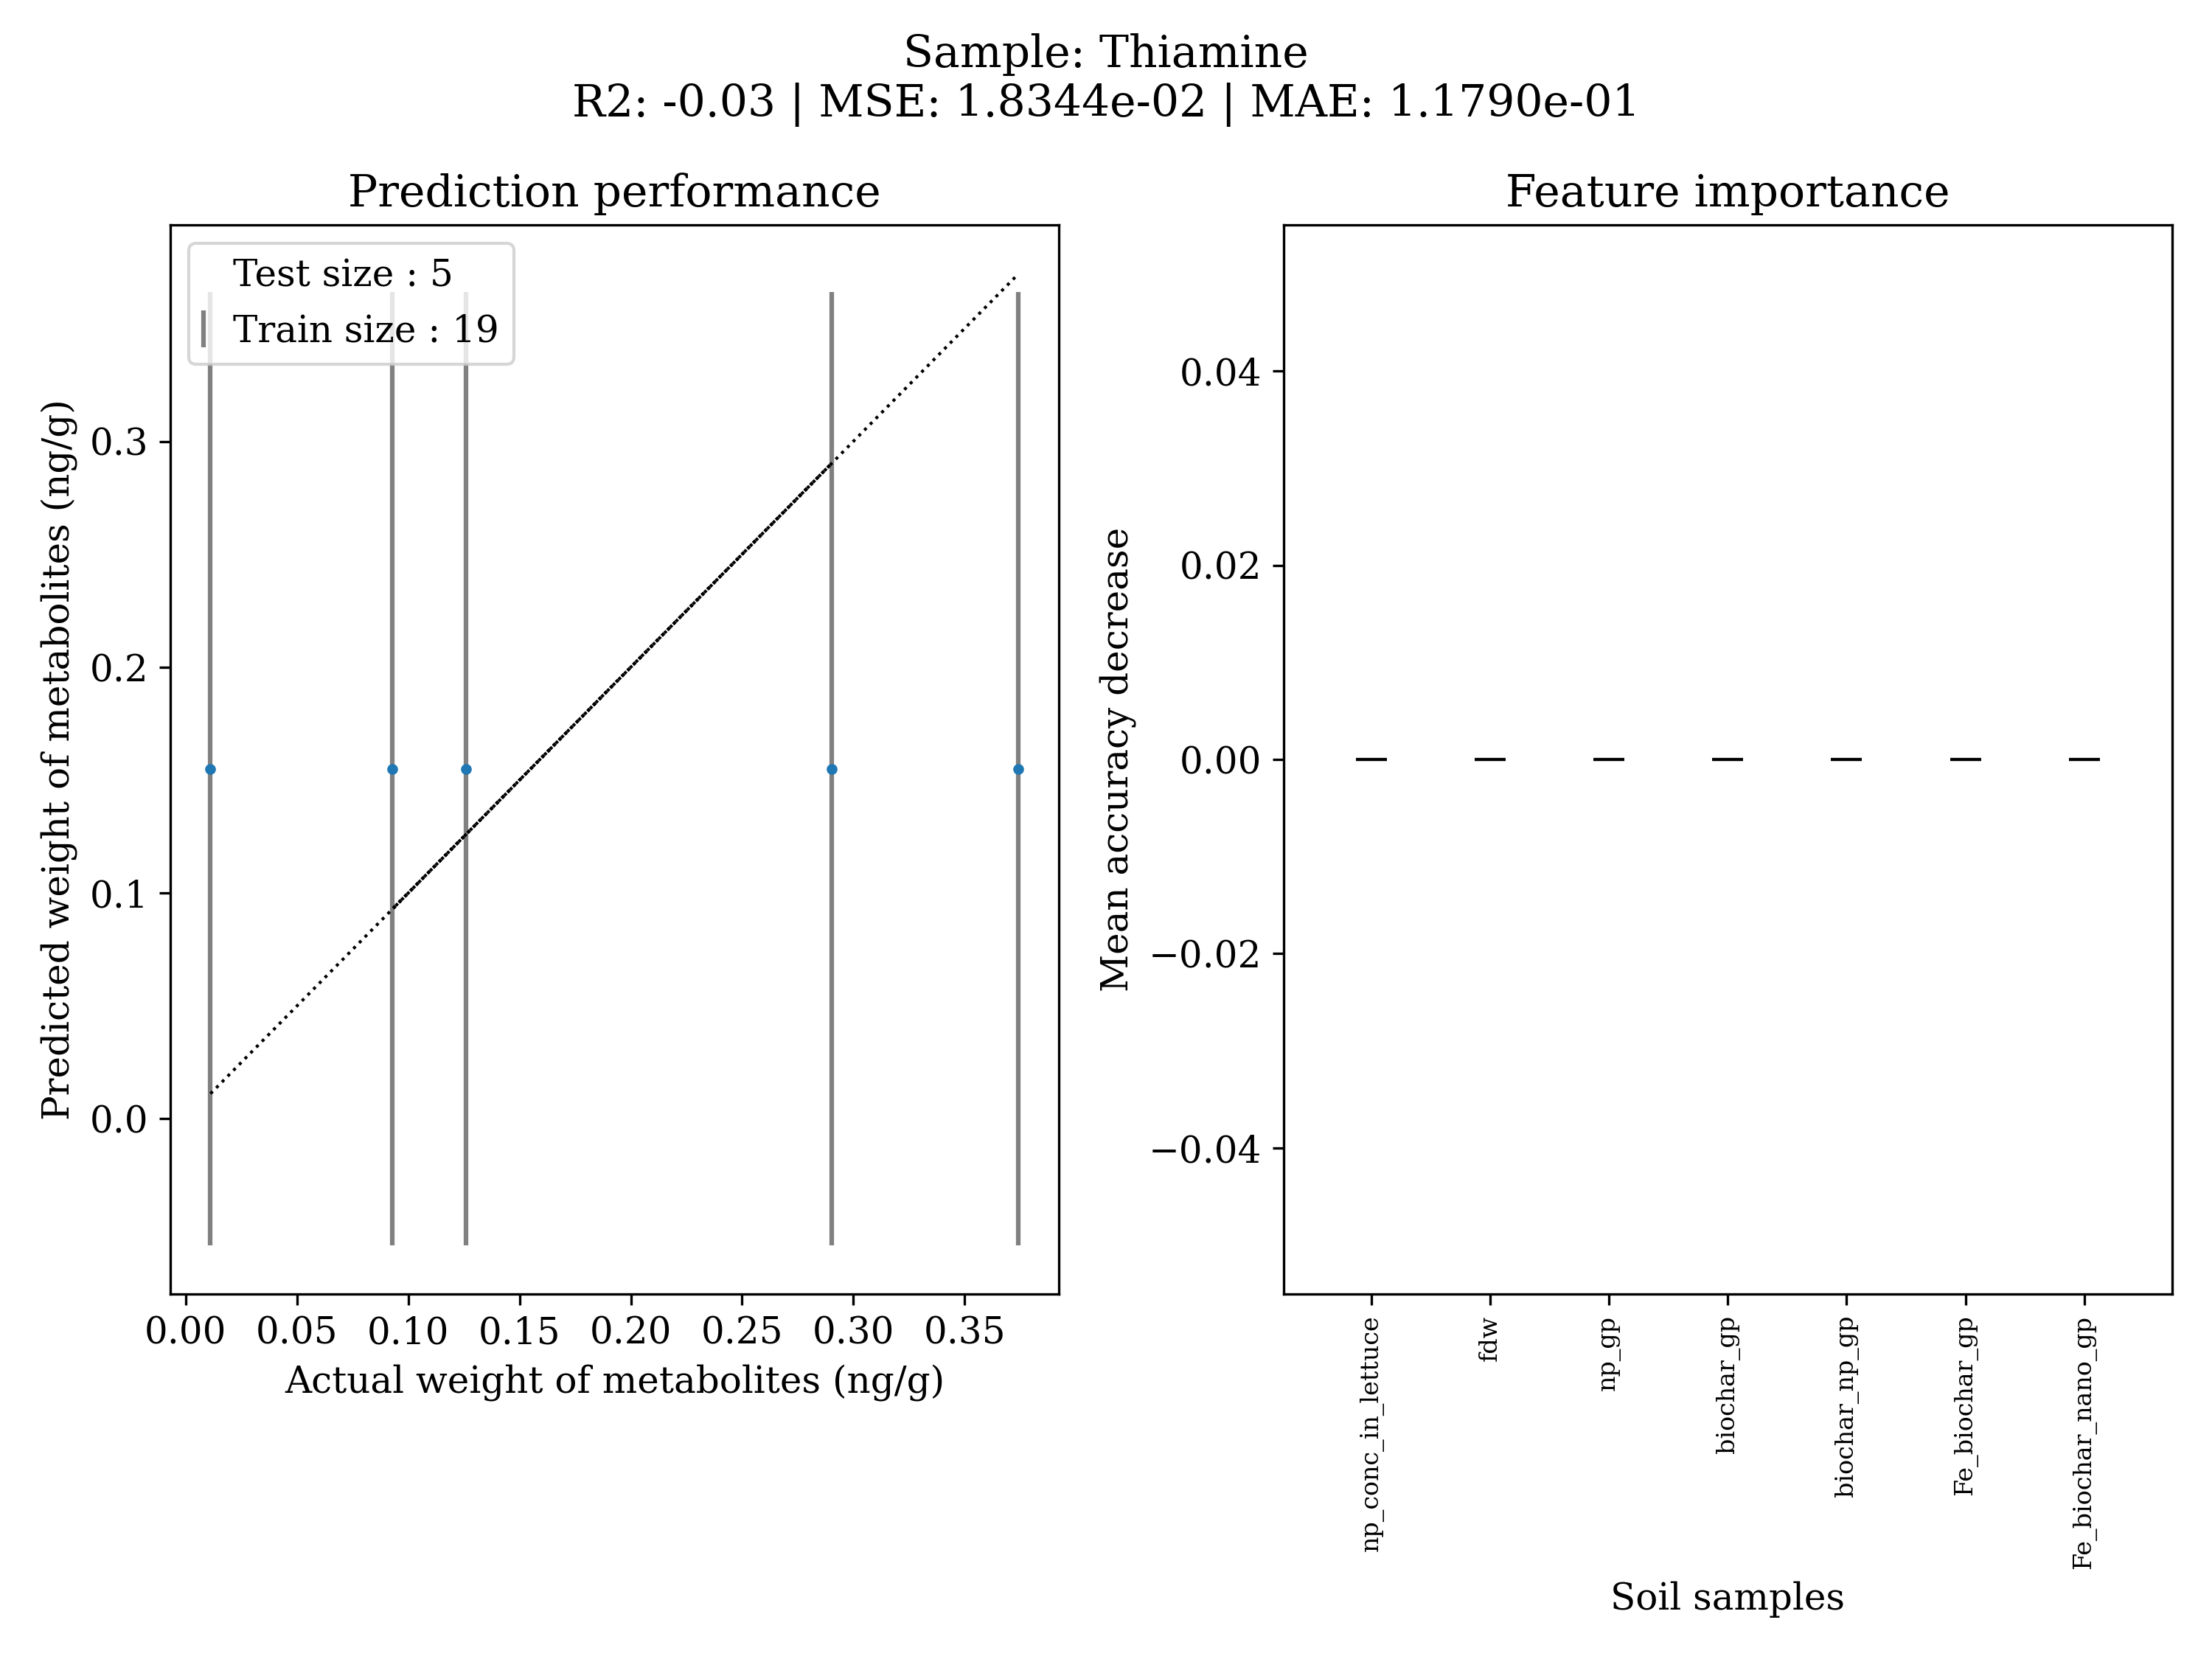 Sample: Thiamine
R2: -0.03 | MSE: 1.8344e-02 | MAE: 1.1790e-01
Prediction performance
Test size : 5
Train size : 19
Predicted weight of metabolites (ng/g)
0.3
0.2
0.1
0.0
0.00 0.05 0.10 0.15 0.20 0.25 0.30 0.35
Actual weight of metabolites (ng/g)
Feature importance
Mean accuracy decrease
0.04
0.02
0.00
−0.02
−0.04
np_conc_in_lettuce
fdw
np_gp
biochar_gp
biochar_np_gp
Fe_biochar_gp
Fe_biochar_nano_gp
Soil samples